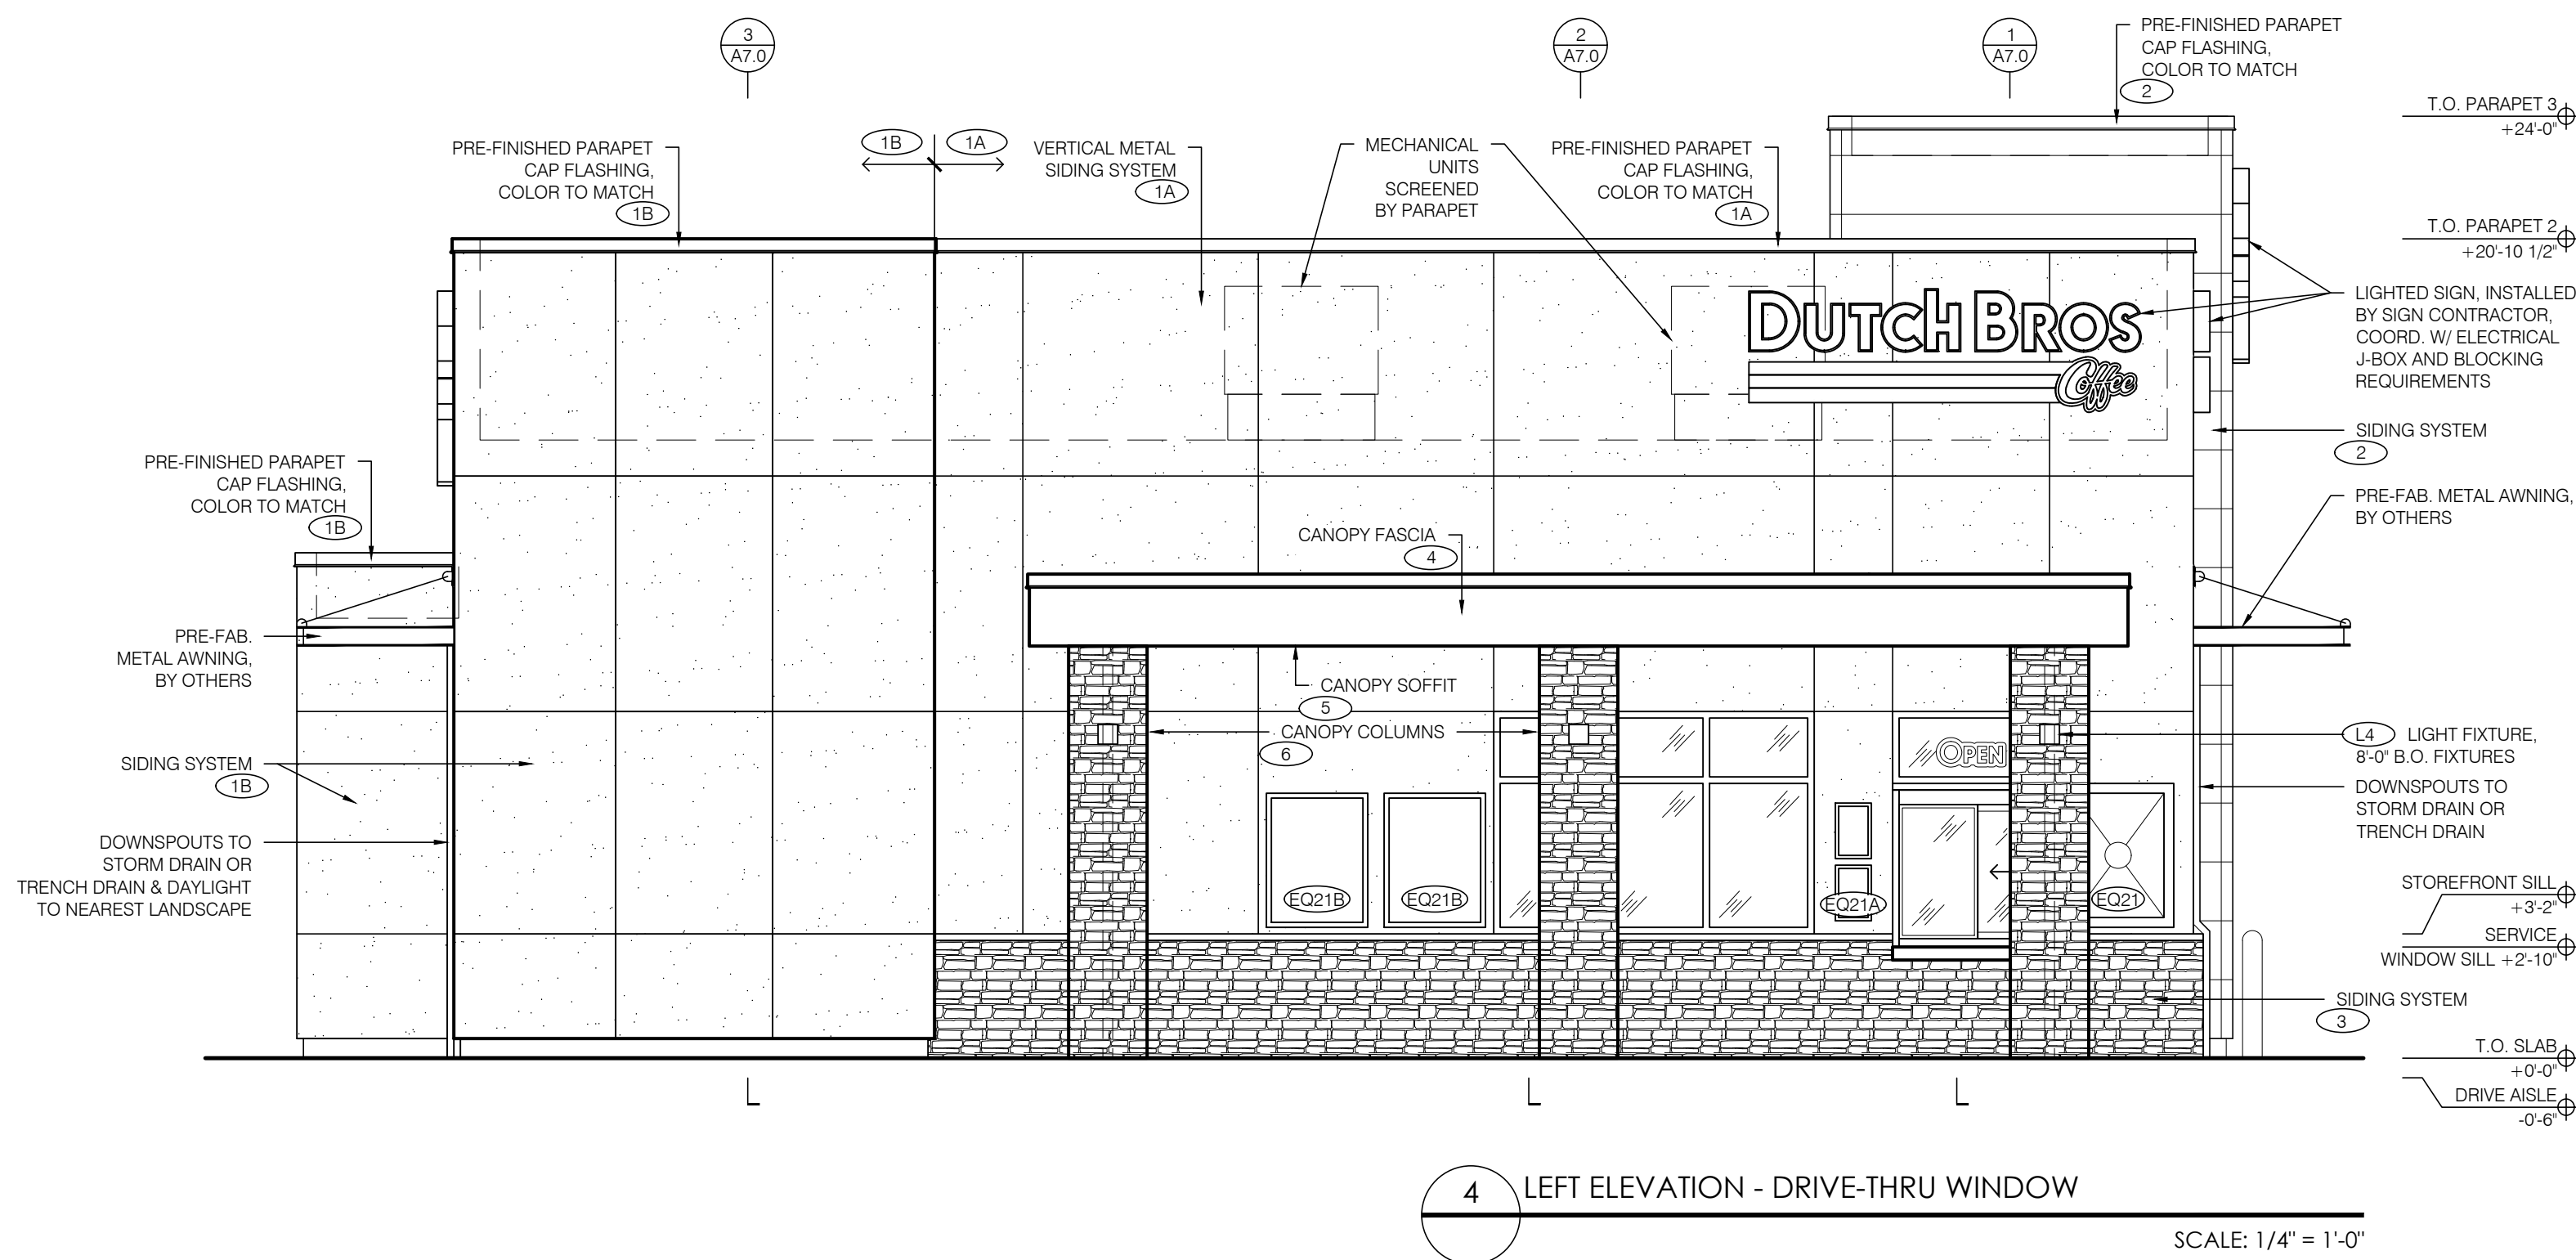 3
A7.0
2
A7.0
1
A7.0
PRE-FINISHED PARAPET
CAP FLASHING,
COLOR TO MATCH
2
T.O. PARAPET 3
+24'-0"
PRE-FINISHED PARAPET
CAP FLASHING,
COLOR TO MATCH
1B
1B
1A
VERTICAL METAL
SIDING SYSTEM
1A
MECHANICAL
UNITS
SCREENED
BY PARAPET
PRE-FINISHED PARAPET
CAP FLASHING,
COLOR TO MATCH
1A
T.O. PARAPET 2
+20'-10 1/2"
DUTCH BROS
Coffee
LIGHTED SIGN, INSTALLED
BY SIGN CONTRACTOR,
COORD. W/ ELECTRICAL
J-BOX AND BLOCKING
REQUIREMENTS
SIDING SYSTEM
2
PRE-FINISHED PARAPET
CAP FLASHING,
COLOR TO MATCH
1B
PRE-FAB. METAL AWNING,
BY OTHERS
CANOPY FASCIA
4
PRE-FAB.
METAL AWNING,
BY OTHERS
CANOPY SOFFIT
5
CANOPY COLUMNS
6
OPEN
L4
LIGHT FIXTURE,
8'-0" B.O. FIXTURES
SIDING SYSTEM
1B
DOWNSPOUTS TO
STORM DRAIN OR
TRENCH DRAIN
DOWNSPOUTS TO
STORM DRAIN OR
TRENCH DRAIN & DAYLIGHT
TO NEAREST LANDSCAPE
EQ21B
EQ21B
EQ21A
EQ21
STOREFRONT SILL
+3'-2"
SERVICE
WINDOW SILL +2'-10"
SIDING SYSTEM
3
T.O. SLAB
+0'-0"
DRIVE AISLE
-0'-6"
4
LEFT ELEVATION - DRIVE-THRU WINDOW
SCALE: 1/4" = 1'-0"